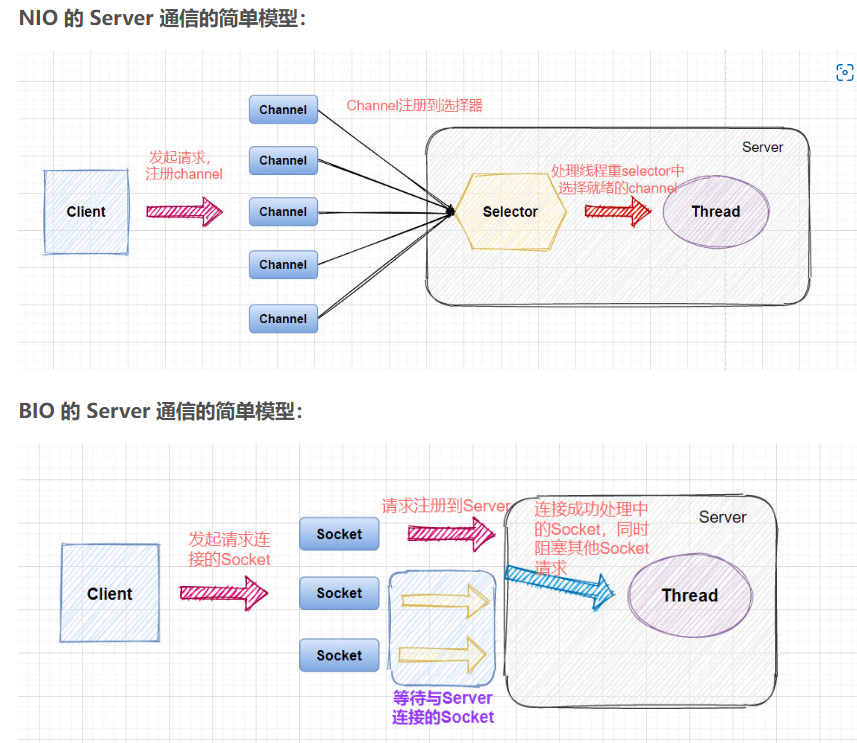 NIO 的 Server 通信的简单模型：
Channel
Channel注册到选择器
Server
发起请求，
注册channel
Channel
处理线程重selector中
选择就绪的channel
Client
Channel
Selector
Thread
Channel
Channel
BIO 的 Server 通信的简单模型：
请求注册到Server
连接成功处理中
的Socket，同时
阻塞其他Socket
请求
Server
发起请求连
接的Socket
Socket
Client
Socket
Thread
Socket
等待与Server
连接的Socket